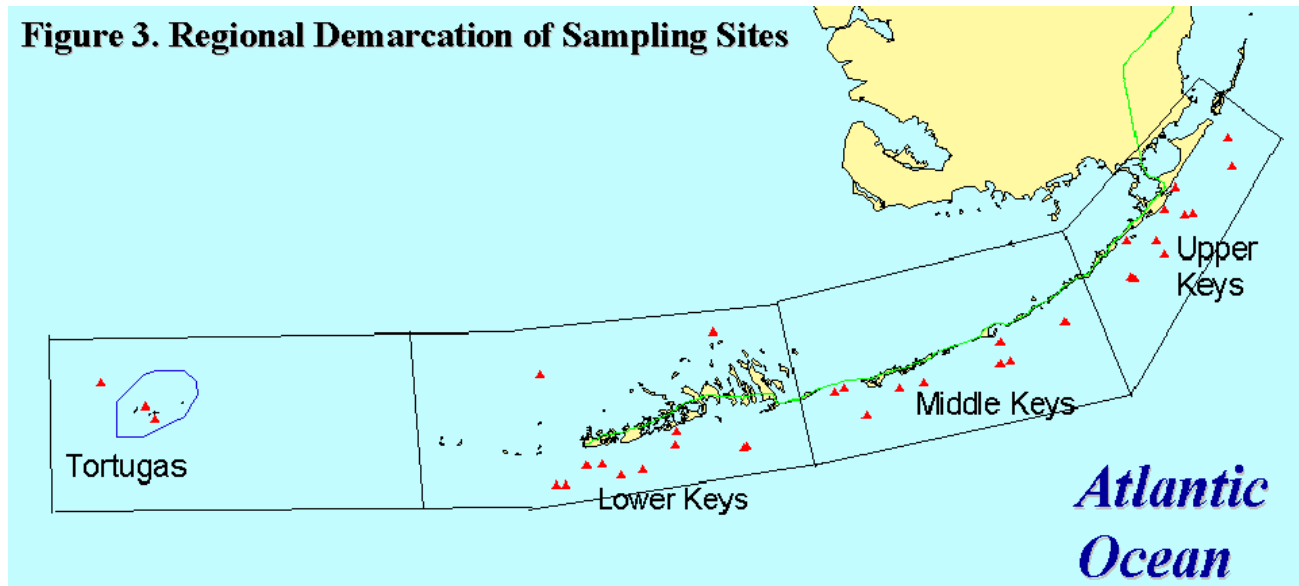 Figure 3. Regional Demarcation of Sampling Sites
Upper
Keys
Middle Keys
Tortugas
Lower Keys
Atlantic
Ocean